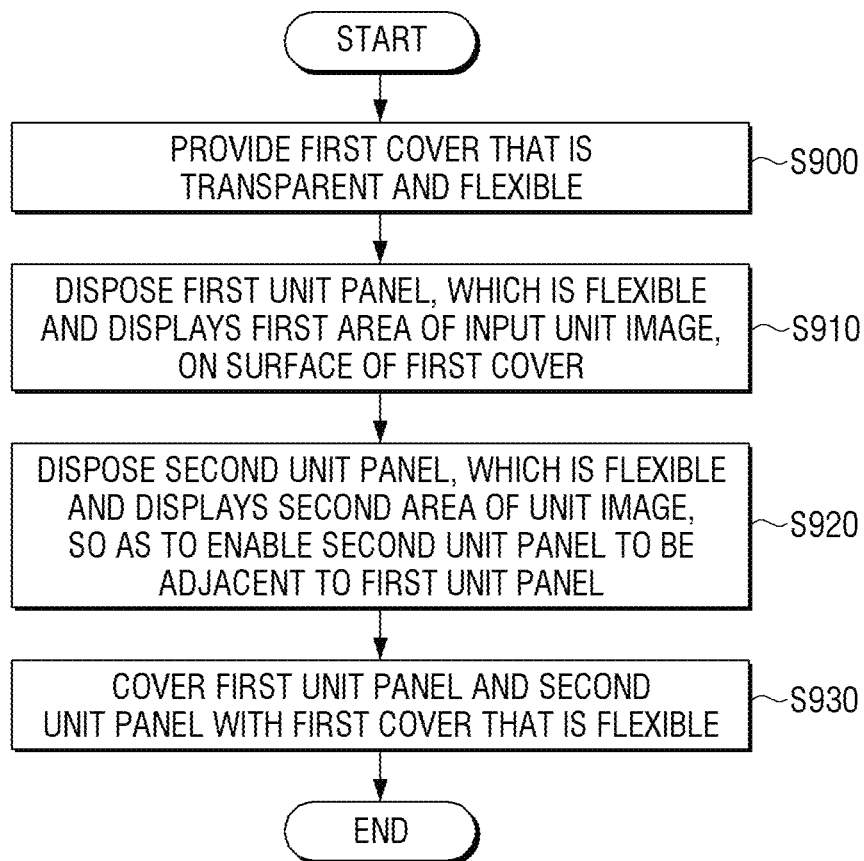 START
PROVIDE FIRST COVER THAT IS
TRANSPARENT AND FLEXIBLE
S900
DISPOSE FIRST UNIT PANEL, WHICH IS FLEXIBLE
AND DISPLAYS FIRST AREA OF INPUT UNIT IMAGE,
ON SURFACE OF FIRST COVER
S910
DISPOSE SECOND UNIT PANEL, WHICH IS FLEXIBLE
AND DISPLAYS SECOND AREA OF UNIT IMAGE,
SO AS TO ENABLE SECOND UNIT PANEL TO BE
ADJACENT TO FIRST UNIT PANEL
S920
COVER FIRST UNIT PANEL AND SECOND
UNIT PANEL WITH FIRST COVER THAT IS FLEXIBLE
S930
END